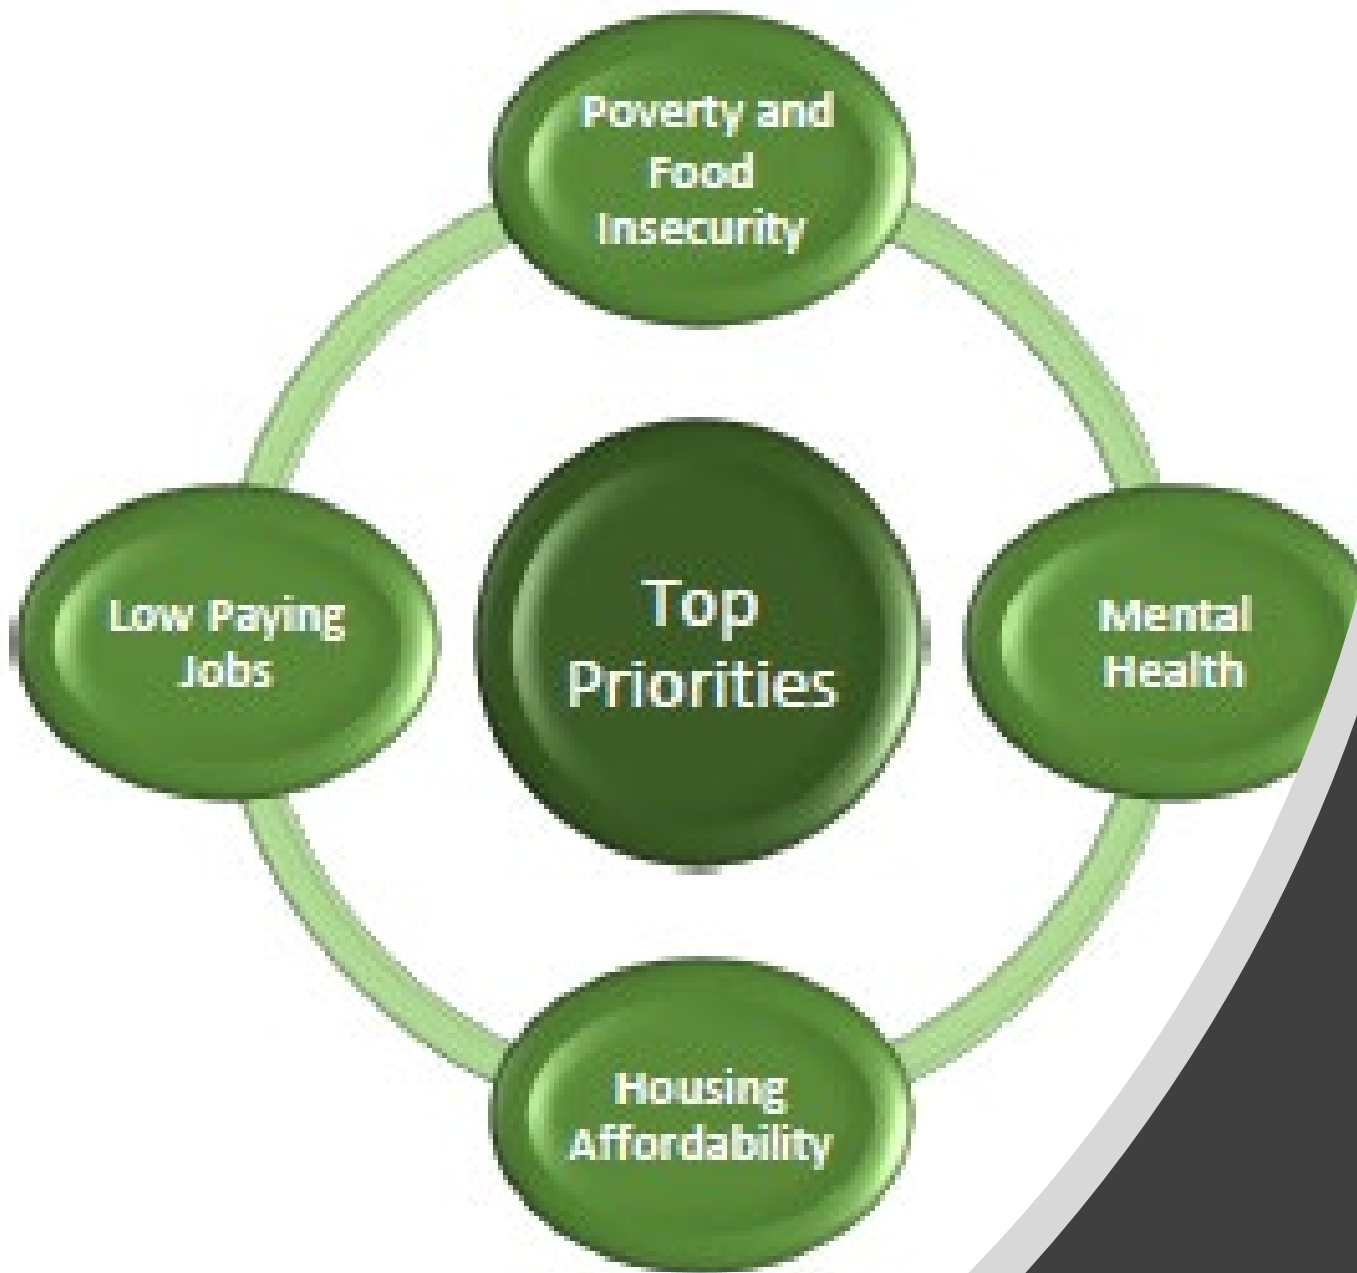 Poverty and
Food
Insecurity
Low Paying
Jobs
Top
Priorities
Mental
Health
Housing
Affordability